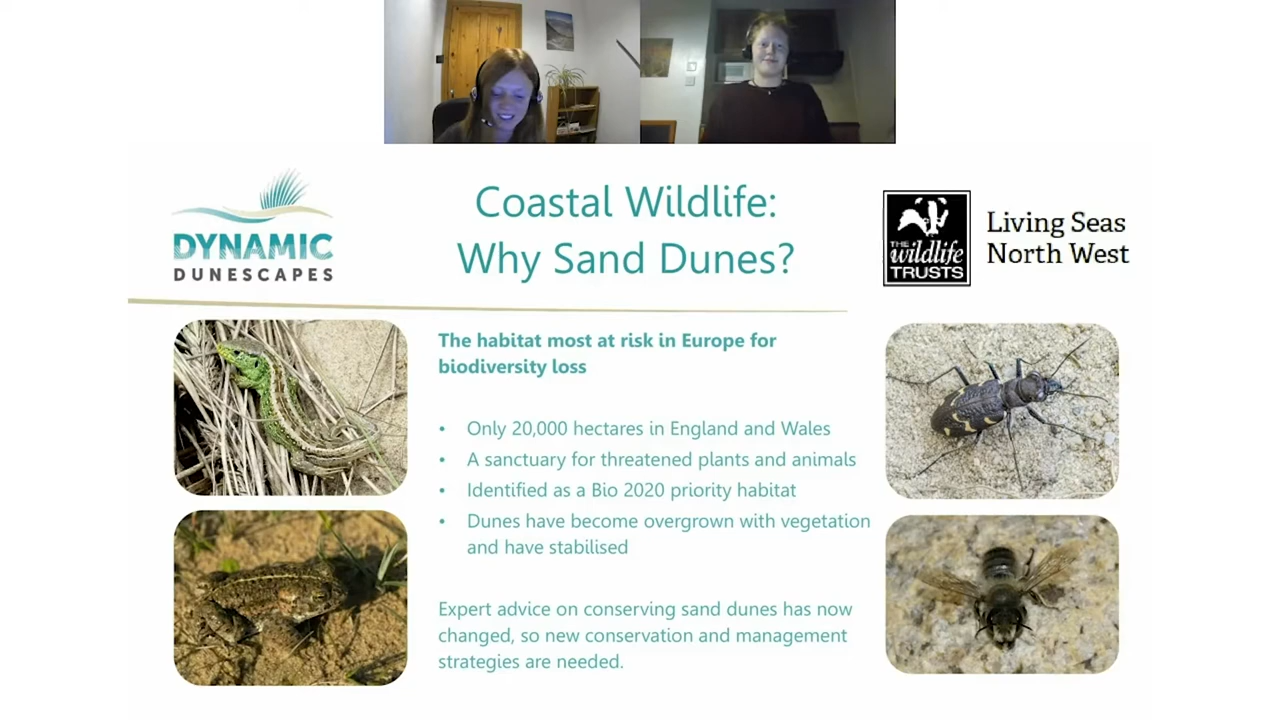 DYNAMIC
DUNESCAPES
Coastal Wildlife:
Why Sand Dunes?
THE
wildlife
TRUSTS
Living Seas
North West
The habitat most at risk in Europe for
biodiversity loss
• Only 20,000 hectares in England and Wales
• A sanctuary for threatened plants and animals
• Identified as a Bio 2020 priority habitat
• Dunes have become overgrown with vegetation
and have stabilised
Expert advice on conserving sand dunes has now
changed, so new conservation and management
strategies are needed.